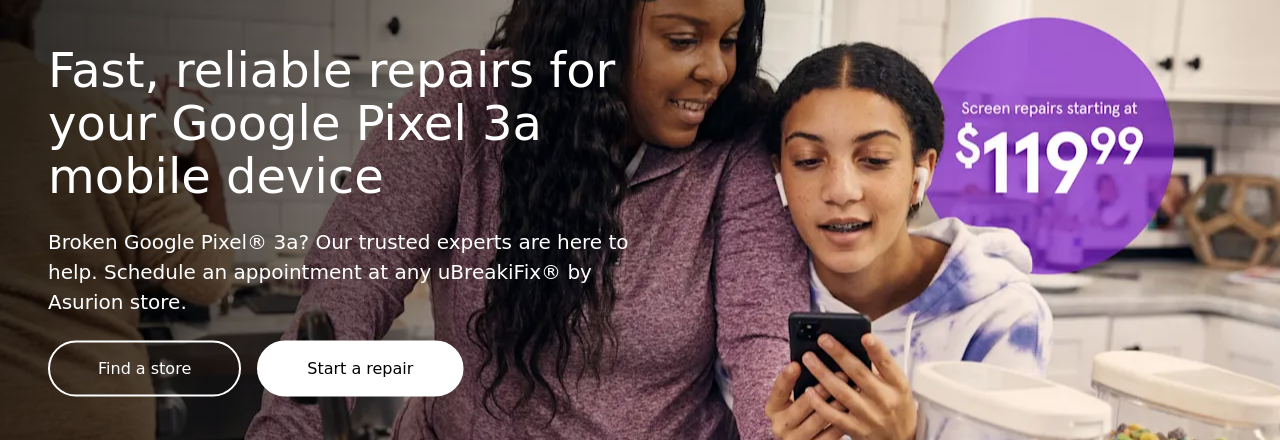 Fast, reliable repairs for
your Google Pixel 3a
mobile device
Broken Google Pixel® 3a? Our trusted experts are here to
help. Schedule an appointment at any uBreakiFix® by
Asurion store.
Find a store
Start a repair
Screen repairs starting at
$11999